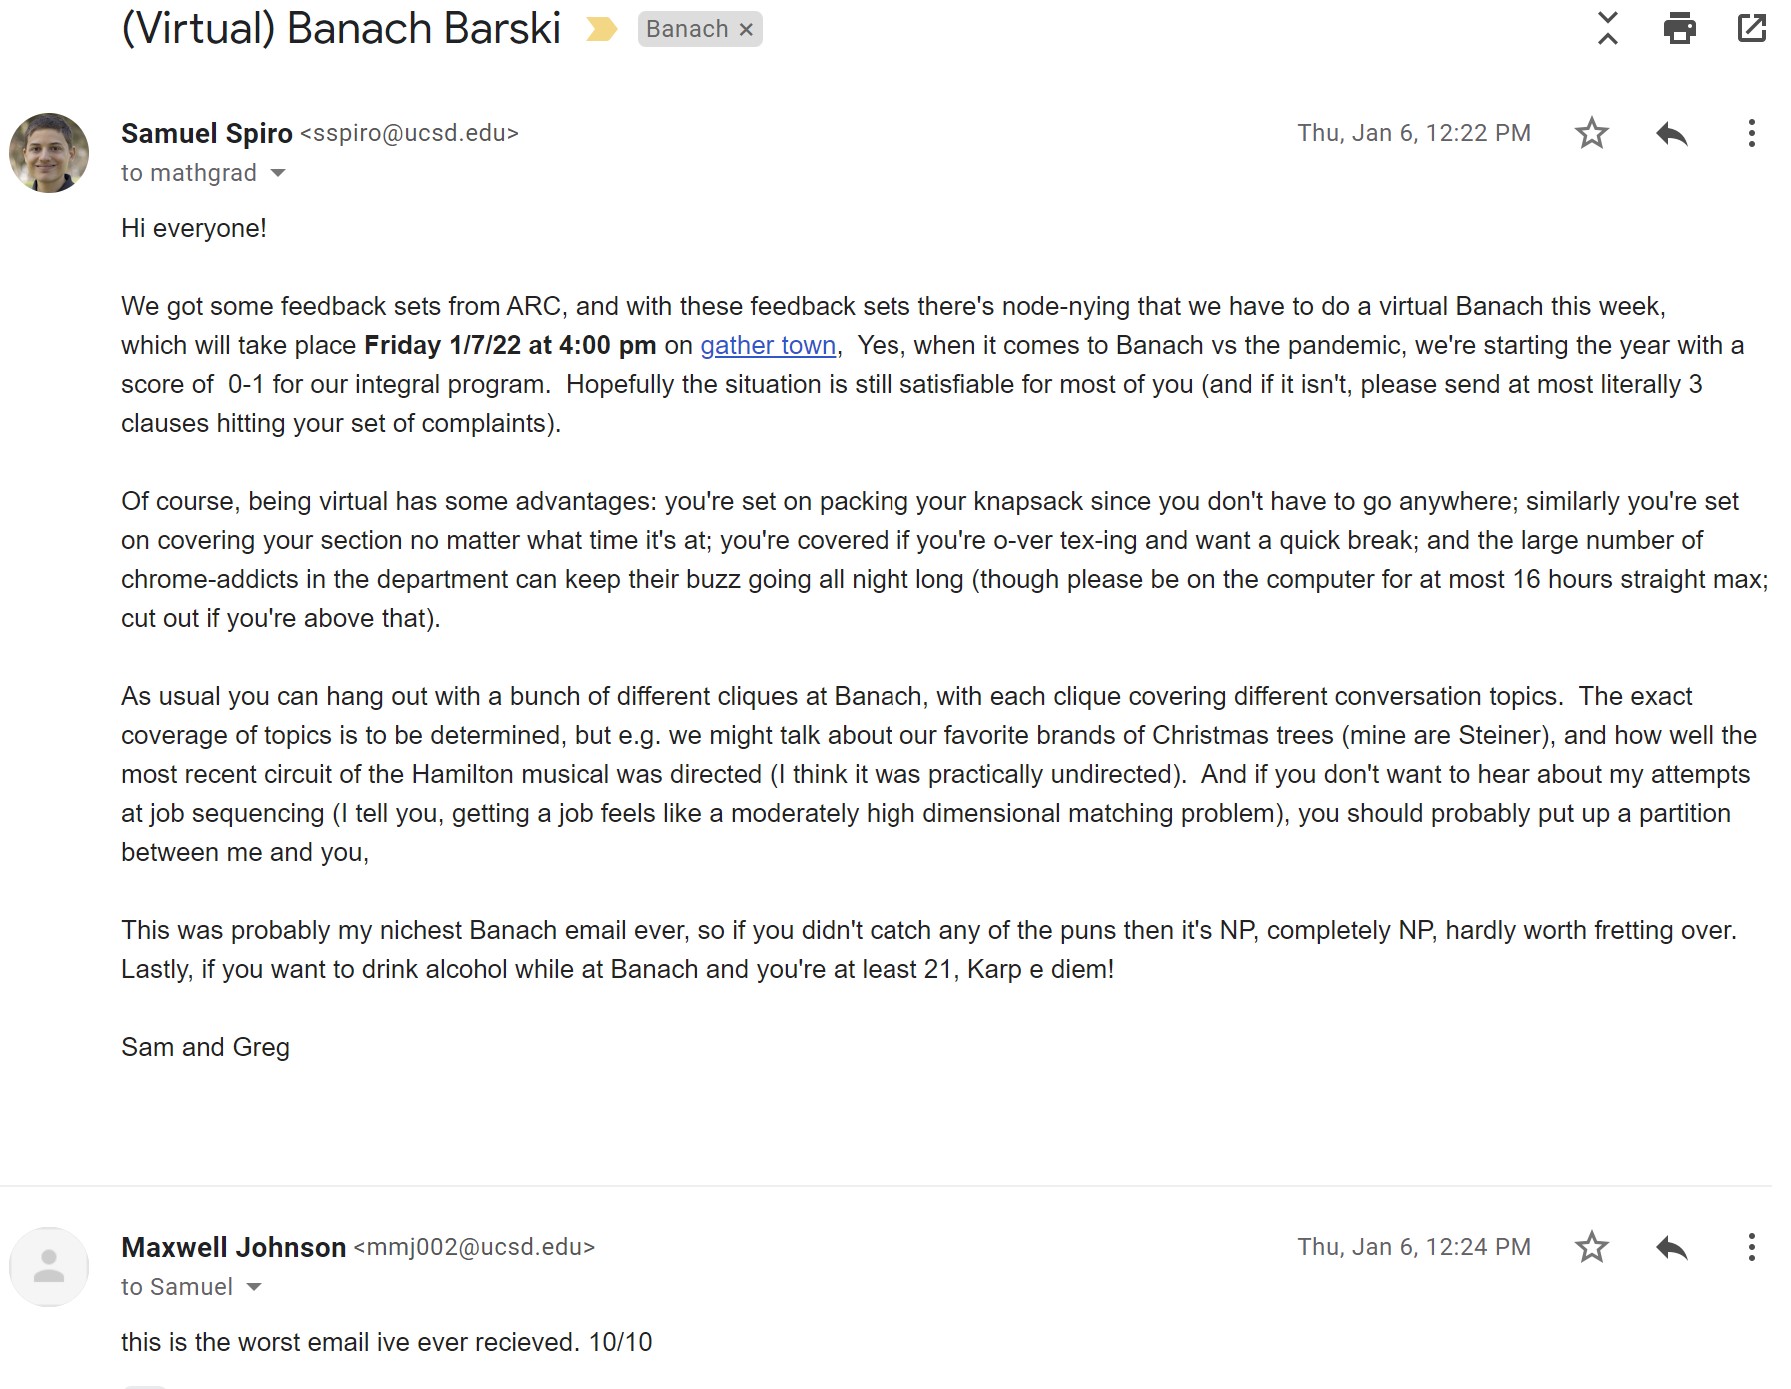 (Virtual) Banach Barski
Banach ×
Samuel Spiro <sspiro@ucsd.edu>
Thu, Jan 6, 12:22 PM
to mathgrad
Hi everyone!
We got some feedback sets from ARC, and with these feedback sets there's node-nying that we have to do a virtual Banach this week,
which will take place Friday 1/7/22 at 4:00 pm on gather town,  Yes, when it comes to Banach vs the pandemic, we're starting the year with a
score of  0-1 for our integral program.  Hopefully the situation is still satisfiable for most of you (and if it isn't, please send at most literally 3
clauses hitting your set of complaints).
Of course, being virtual has some advantages: you're set on packing your knapsack since you don't have to go anywhere; similarly you're set
on covering your section no matter what time it's at; you're covered if you're o-ver tex-ing and want a quick break; and the large number of
chrome-addicts in the department can keep their buzz going all night long (though please be on the computer for at most 16 hours straight max;
cut out if you're above that).
As usual you can hang out with a bunch of different cliques at Banach, with each clique covering different conversation topics.  The exact
coverage of topics is to be determined, but e.g. we might talk about our favorite brands of Christmas trees (mine are Steiner), and how well the
most recent circuit of the Hamilton musical was directed (I think it was practically undirected).  And if you don't want to hear about my attempts
at job sequencing (I tell you, getting a job feels like a moderately high dimensional matching problem), you should probably put up a partition
between me and you,
This was probably my nichest Banach email ever, so if you didn't catch any of the puns then it's NP, completely NP, hardly worth fretting over.
Lastly, if you want to drink alcohol while at Banach and you're at least 21, Karp e diem!
Sam and Greg
Maxwell Johnson <mmj002@ucsd.edu>
Thu, Jan 6, 12:24 PM
to Samuel
this is the worst email ive ever recieved. 10/10